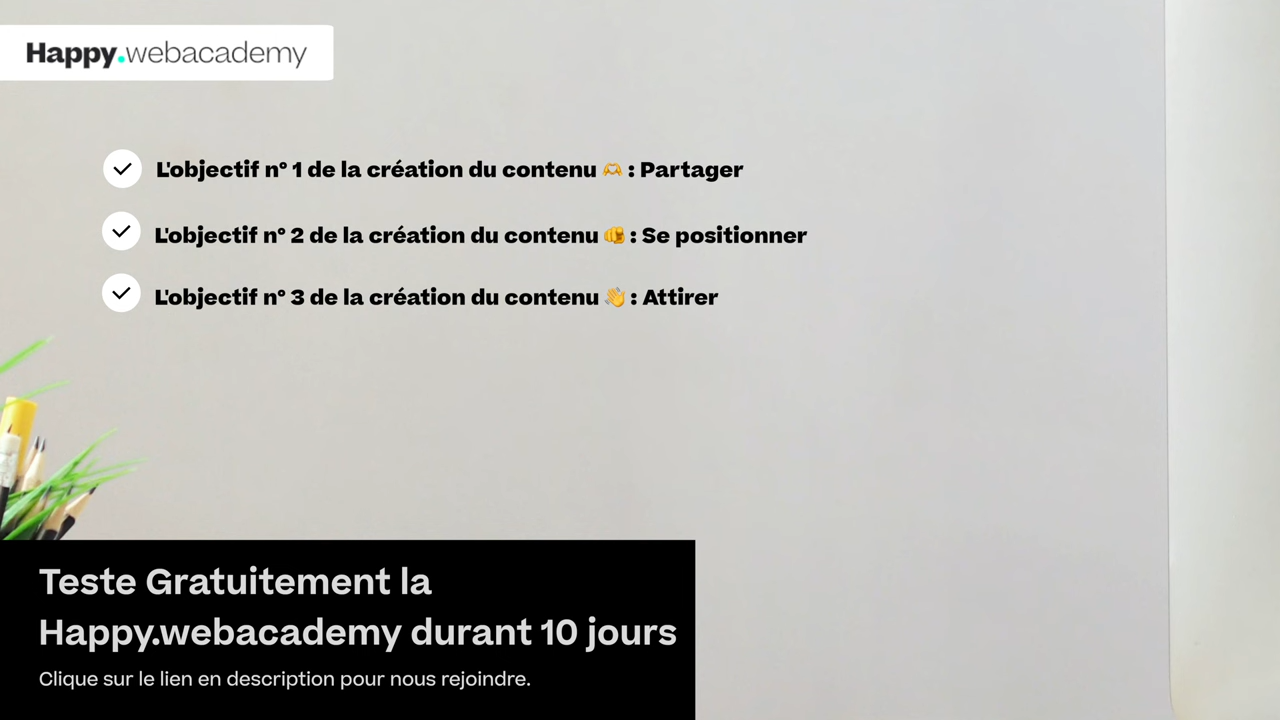 Happy.webacademy
L'objectif n° 1 de la création du contenu 🫶 : Partager
L'objectif n° 2 de la création du contenu 🫵 : Se positionner
L'objectif n° 3 de la création du contenu 👋 : Attirer
Teste Gratuitement la
Happy.webacademy durant 10 jours
Clique sur le lien en description pour nous rejoindre.